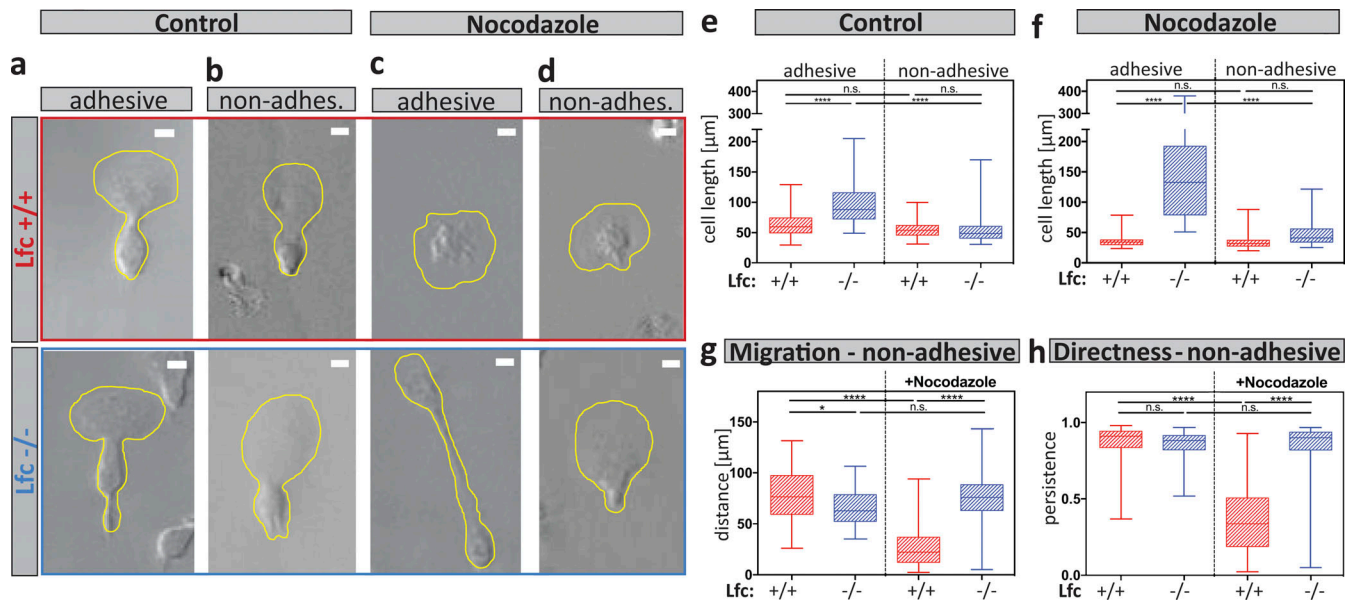 Control
Nocodazole
a
b
c
d
adhesive
non-adhes.
adhesive
non-adhes.
Lfc +/+
Lfc -/-
e
Control
adhesive
non-adhesive
n.s.
n.s.
****
****
cell length [µm]
400
300
200
150
100
50
0
Lfc:
+/+
-/-
+/+
-/-
f
Nocodazole
adhesive
non-adhesive
n.s.
n.s.
****
****
cell length [µm]
400
300
200
150
100
50
0
Lfc:
+/+
-/-
+/+
-/-
g
Migration - non-adhesive
+Nocodazole
****
****
*
n.s.
distance [µm]
150
100
50
0
Lfc:
+/+
-/-
+/+
-/-
h
Directness - non-adhesive
+Nocodazole
****
****
n.s.
n.s.
persistence
1.0
0.5
0.0
Lfc:
+/+
-/-
+/+
-/-